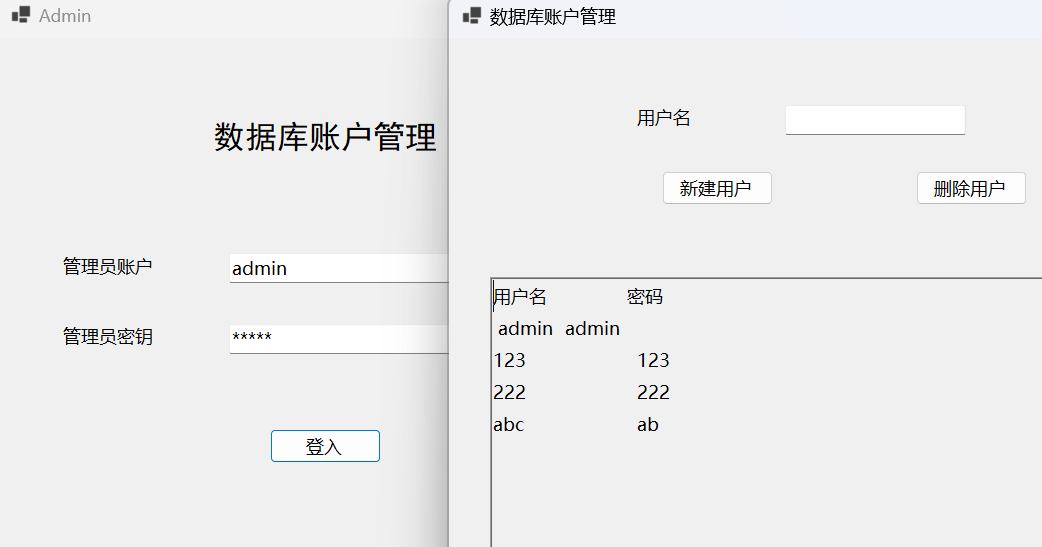 Admin
数据库账户管理
管理员账户 admin
管理员密钥 *****
登入
数据库账户管理
用户名
新建用户 删除用户
用户名 密码
admin admin
123 123
222 222
abc ab